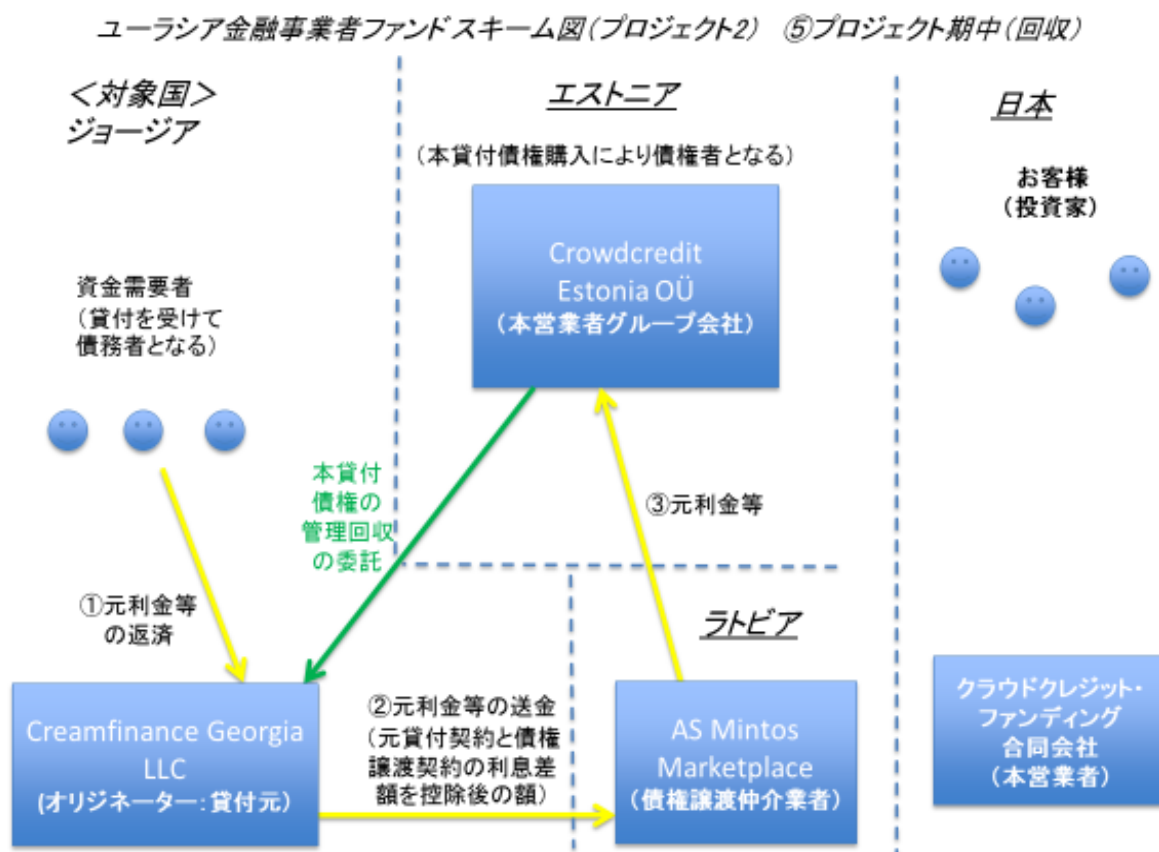 ユーラシア金融事業者ファンドスキーム図(プロジェクト2) ⑤プロジェクト期中(回収)
<対象国>
ジョージア
エストニア
日本
(本貸付債権購入により債権者となる)
お客様
(投資家)
Crowdcredit
Estonia OÜ
(本営業者グループ会社)
資金需要者
(貸付を受けて
債務者となる)
本貸付
債権の
管理回収
の委託
③元利金等
①元利金等
の返済
ラトビア
Creamfinance Georgia
LLC
(オリジネーター:貸付元)
②元利金等の送金
(元貸付契約と債権
譲渡契約の利息差
額を控除後の額)
AS Mintos
Marketplace
(債権譲渡仲介業者)
クラウドクレジット・
ファンディング
合同会社
(本営業者)